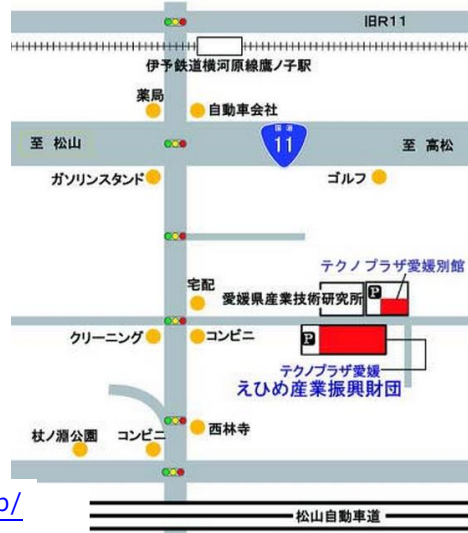 旧R11
伊予鉄道横河原線鷹ノ子駅
薬局
自動車会社
至 松山
国道
11
至 高松
ガソリンスタンド
ゴルフ
テクノプラザ愛媛別館
宅配
愛媛県産業技術研究所
P
クリーニング
コンビニ
P
テクノプラザ愛媛
えひめ産業振興財団
杖ノ淵公園
コンビニ
西林寺
p/
松山自動車道